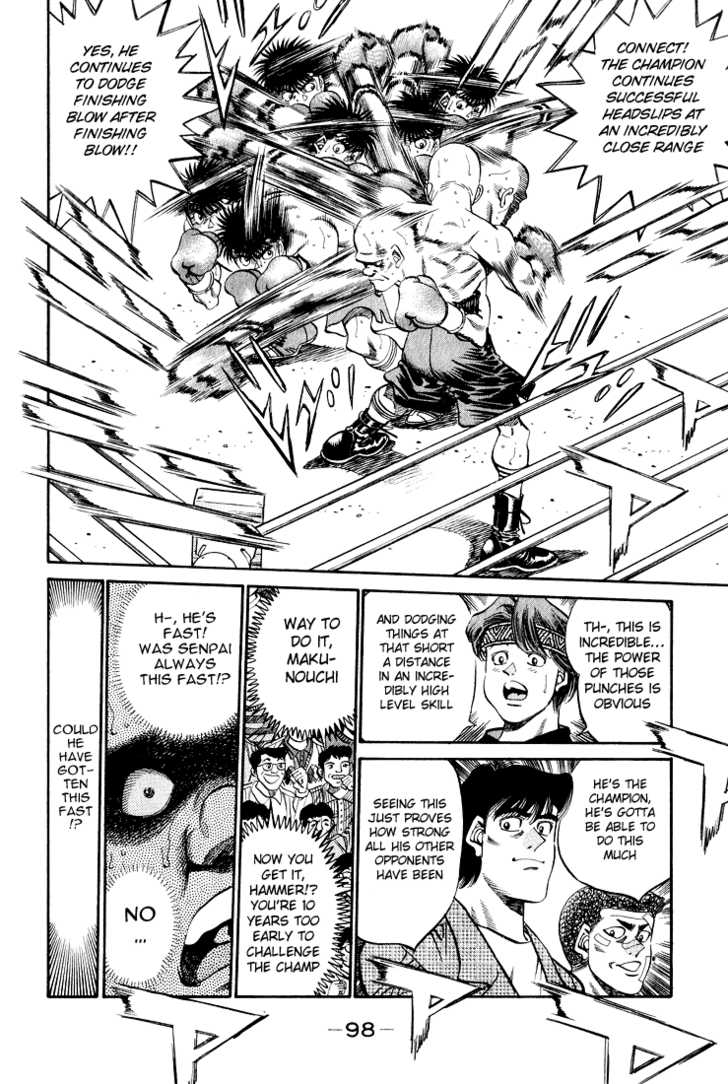 CONNECT!
THE CHAMPION
CONTINUES
SUCCESSFUL
HEADSLIPS AT
AN INCREDIBLY
CLOSE RANGE
YES, HE
CONTINUES
TO DODGE
FINISHING
BLOW AFTER
FINISHING
BLOW!!
TH-, THIS IS
INCREDIBLE...
THE POWER
OF THOSE
PUNCHES IS
OBVIOUS
AND DODGING
THINGS AT
THAT SHORT
A DISTANCE
IN AN INCRE-
DIBLY HIGH
LEVEL SKILL
HE'S THE
CHAMPION,
HE'S GOTTA
BE ABLE TO
DO THIS
MUCH
SEEING THIS
JUST PROVES
HOW STRONG
ALL HIS OTHER
OPPONENTS
HAVE BEEN
WAY TO
DO IT,
MAKU-
NOUCHI
NOW YOU
GET IT,
HAMMER!?
YOU'RE 10
YEARS TOO
EARLY TO
CHALLENGE
THE CHAMP
H-, HE'S
FAST!
WAS SENPAI
ALWAYS
THIS FAST!?
NO
...
COULD
HE
HAVE
GOT-
TEN
THIS
FAST
!?
-98-